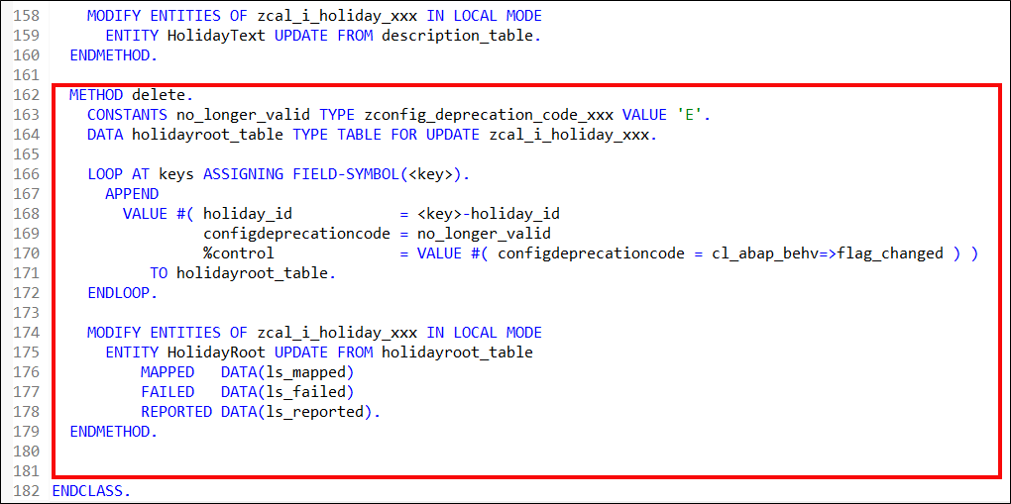 158 MODIFY ENTITIES OF zcal_i_holiday_xxx IN LOCAL MODE
159 ENTITY HolidayText UPDATE FROM description_table.
160 ENDMETHOD.
161
162 METHOD delete.
163 CONSTANTS no_longer_valid TYPE zconfig_deprecation_code_xxx VALUE 'E'.
164 DATA holidayroot_table TYPE TABLE FOR UPDATE zcal_i_holiday_xxx.
165
166 LOOP AT keys ASSIGNING FIELD-SYMBOL(<key>).
167 APPEND
168 VALUE #( holiday_id = <key>-holiday_id
169 configdeprecationcode = no_longer_valid
170 %control = VALUE #( configdeprecationcode = cl_abap_behv=>flag_changed ) )
171 TO holidayroot_table.
172 ENDLOOP.
173
174 MODIFY ENTITIES OF zcal_i_holiday_xxx IN LOCAL MODE
175 ENTITY HolidayRoot UPDATE FROM holidayroot_table
176 MAPPED DATA(ls_mapped)
177 FAILED DATA(ls_failed)
178 REPORTED DATA(ls_reported).
179 ENDMETHOD.
180
181
182 ENDCLASS.